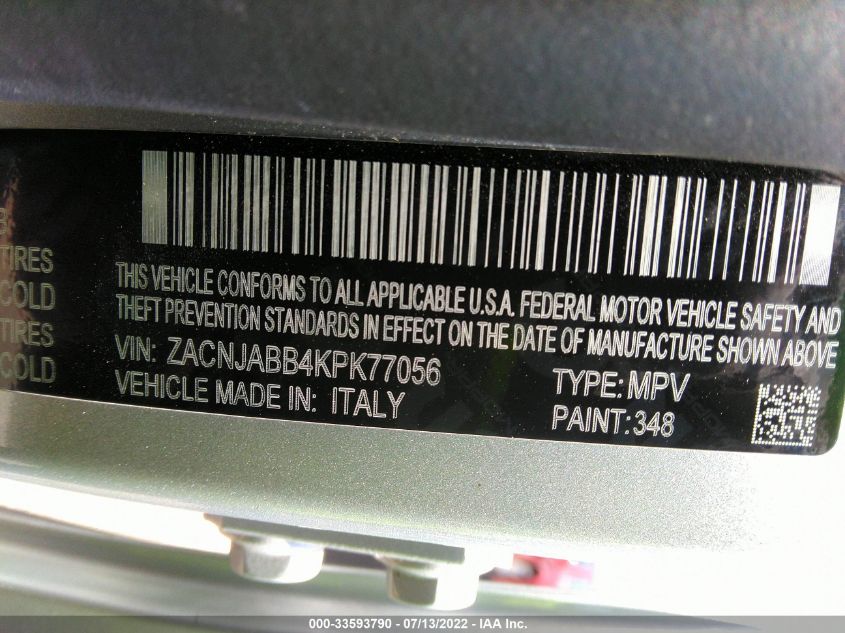 B
TIRES
COLD
TIRES
COLD
THIS VEHICLE CONFORMS TO ALL APPLICABLE U.S.A. FEDERAL MOTOR VEHICLE SAFETY AND
THEFT PREVENTION STANDARDS IN EFFECT ON THE DATE OF MANUFACTURE SHOWN ABOVE
VIN: ZACNJABB4KPK77056 TYPE: MPV
VEHICLE MADE IN: ITALY PAINT: 348
000-33593790 - 07/13/2022 - IAA Inc.